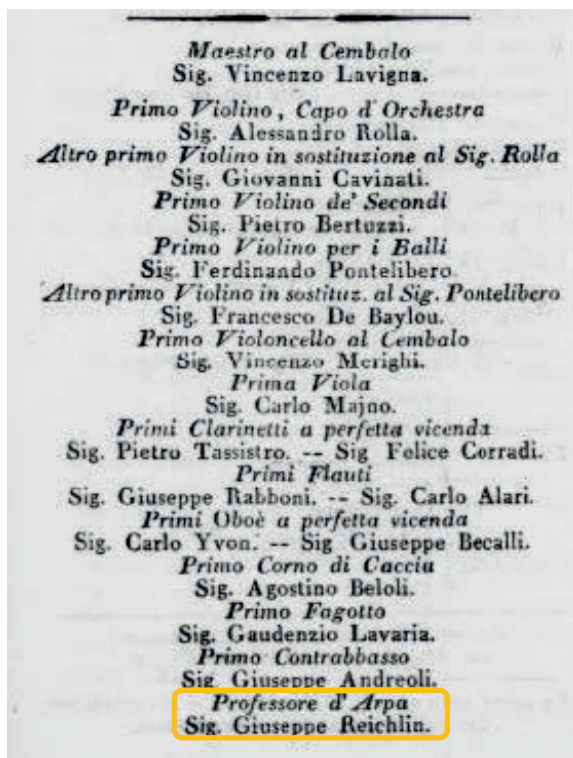 Maestro al Cembalo
Sig. Vincenzo Lavigna.
Primo Violino, Capo d'Orchestra
Sig. Alessandro Rolla.
Altro primo Violino in sostituzione al Sig. Rolla
Sig. Giovanni Cavinati.
Primo Violino de' Secondi
Sig. Pietro Bertuzzi.
Primo Violino per i Balli
Sig. Ferdinando Pontelibero.
Altro primo Violino in sostituz. al Sig. Pontelibero
Sig. Francesco De Baylou.
Primo Violoncello al Cembalo
Sig. Vincenzo Merighi.
Prima Viola
Sig. Carlo Majno.
Primi Clarinetti a perfetta vicenda
Sig. Pietro Tassistro. -- Sig Felice Corradi.
Primi Flauti
Sig. Giuseppe Rabboni. -- Sig. Carlo Alari.
Primi Oboè a perfetta vicenda
Sig. Carlo Yvon. -- Sig Giuseppe Becalli.
Primo Corno di Caccia
Sig. Agostino Beloli.
Primo Fagotto
Sig. Gaudenzio Lavaria.
Primo Contrabbasso
Sig Giuseppe Andreoli.
Professore d'Arpa
Sig. Giuseppe Reichlin.